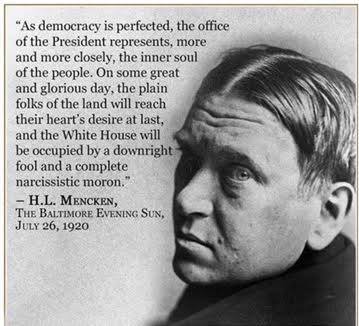 “As democracy is perfected, the office
of the President represents, more
and more closely, the inner soul
of the people. On some great
and glorious day, the plain
folks of the land will reach
their heart’s desire at last,
and the White House will
be occupied by a downright
fool and a complete
narcissistic moron.”
– H.L. Mencken,
The Baltimore Evening Sun,
July 26, 1920